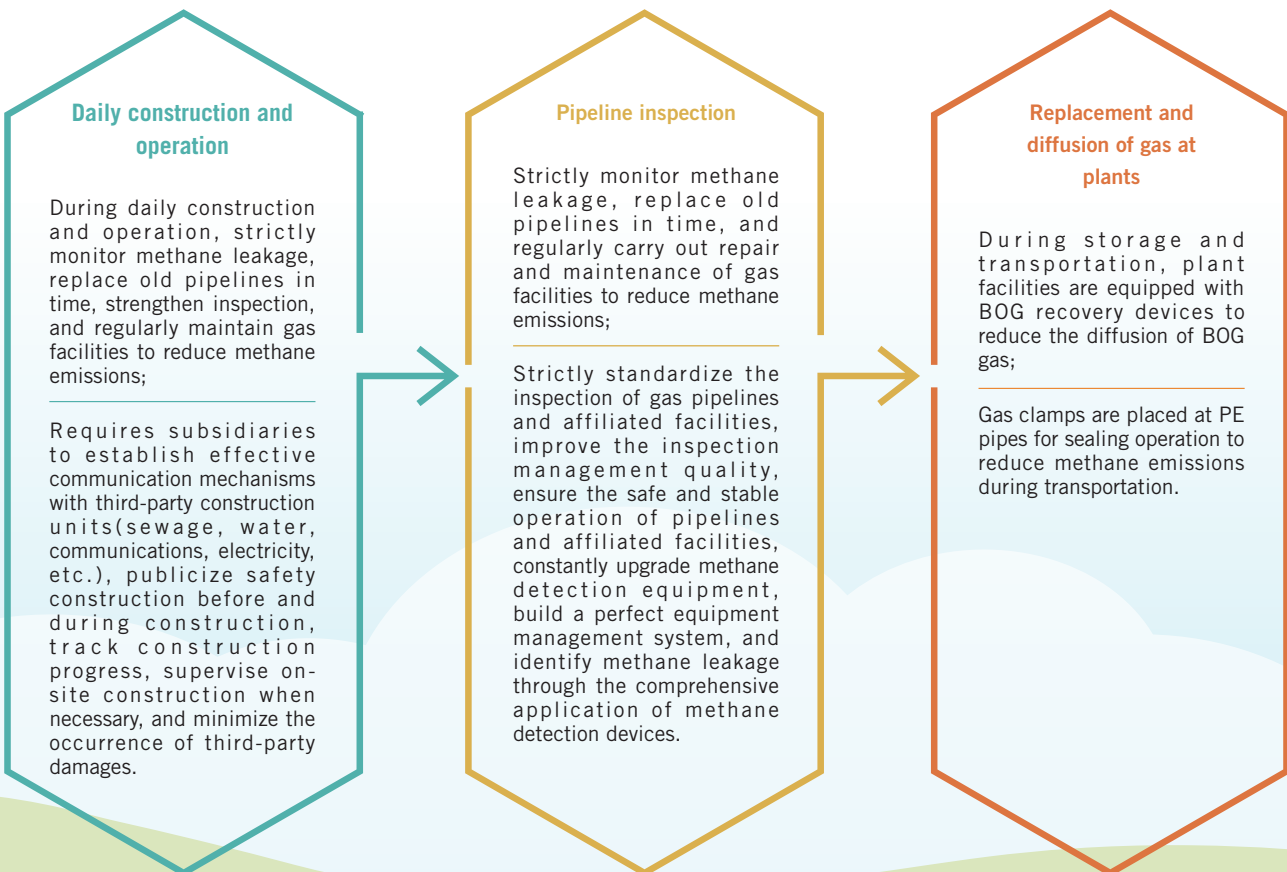 Daily construction and
operation
During daily construction
and operation, strictly
monitor methane leakage,
replace old pipelines in
time, strengthen inspection,
and regularly maintain gas
facilities to reduce methane
emissions;
Requires subsidiaries
to establish effective
communication mechanisms
with third-party construction
units(sewage, water,
communications, electricity,
etc.), publicize safety
construction before and
during construction,
track construction
progress, supervise on-
site construction when
necessary, and minimize the
occurrence of third-party
damages.
Pipeline inspection
Strictly monitor methane
leakage, replace old
pipelines in time, and
regularly carry out repair
and maintenance of gas
facilities to reduce methane
emissions;
Strictly standardize the
inspection of gas pipelines
and affiliated facilities,
improve the inspection
management quality,
ensure the safe and stable
operation of pipelines
and affiliated facilities,
constantly upgrade methane
detection equipment,
build a perfect equipment
management system, and
identify methane leakage
through the comprehensive
application of methane
detection devices.
Replacement and
diffusion of gas at
plants
During storage and
transportation, plant
facilities are equipped with
BOG recovery devices to
reduce the diffusion of BOG
gas;
Gas clamps are placed at PE
pipes for sealing operation to
reduce methane emissions
during transportation.